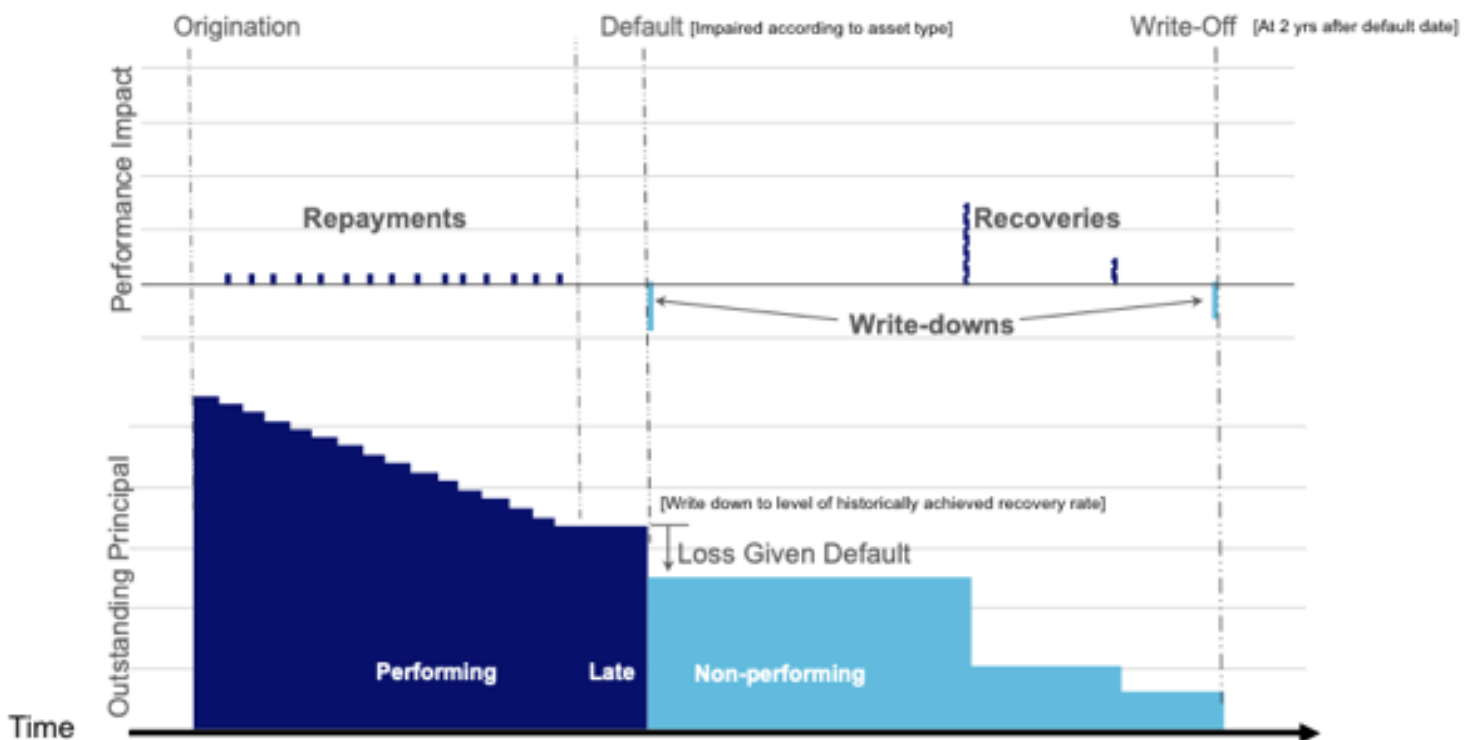 Origination
Default [Impaired according to asset type]
Write-Off [At 2 yrs after default date]
Performance Impact
Repayments
Recoveries
Write-downs
Outstanding Principal
[Write down to level of historically achieved recovery rate]
Loss Given Default
Performing
Late
Non-performing
Time